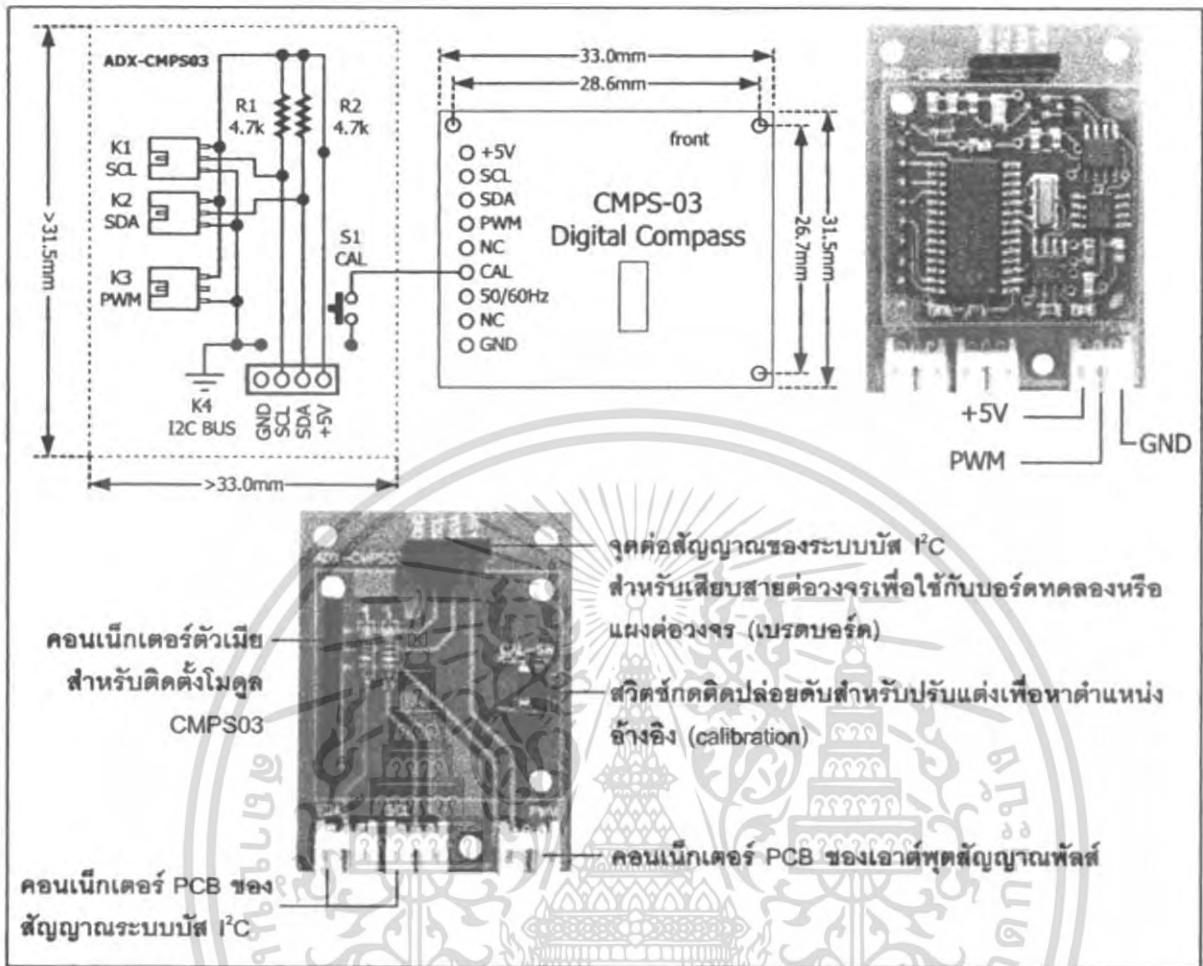 ADX-CMPS03
R1
4.7k
R2
4.7k
K1
SCL
K2
SDA
K3
PWM
S1
CAL
K4
I2C BUS
GND
SCL
SDA
+5V
>31.5mm
>33.0mm
33.0mm
28.6mm
front
+5V
SCL
SDA
PWM
NC
CAL
50/60Hz
NC
GND
CMPS-03
Digital Compass
26.7mm
31.5mm
+5V
PWM
GND
จุดต่อสัญญาณของระบบบัส I²C
สำหรับเสียบสายต่อวงจรเพื่อใช้กับบอร์ดทดลองหรือ
แผงต่อวงจร (เบรดบอร์ด)
คอนเน็กเตอร์ตัวเมีย
สำหรับติดตั้งโมดูล
CMPS03
สวิตช์กดติดปล่อยดับสำหรับปรับแต่งเพื่อหาตำแหน่ง
อ้างอิง (calibration)
คอนเน็กเตอร์ PCB ของเอาต์พุตสัญญาณพัลส์
คอนเน็กเตอร์ PCB ของ
สัญญาณระบบบัส I²C